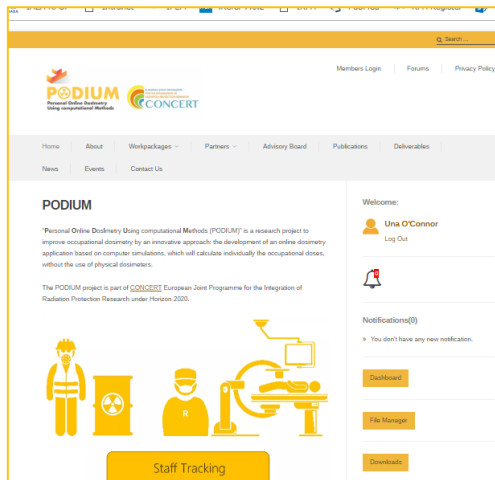 Search ...
Members Login Forums Privacy Policy
PODIUM
Personal Online Dosimetry
Using computational Methods
CONCERT
Home About Workpackages Partners Advisory Board Publications Deliverables
News Events Contact Us
PODIUM
"Personal Online DosImetry Using computational Methods (PODIUM)" is a research project to
improve occupational dosimetry by an innovative approach: the development of an online dosimetry
application based on computer simulations, which will calculate individually the occupational doses,
without the use of physical dosimeters.
The PODIUM project is part of CONCERT European Joint Programme for the Integration of
Radiation Protection Research under Horizon 2020.
R
Staff Tracking
Welcome:
Una O'Connor
Log Out
0
Notifications(0)
» You don't have any new notification.
Dashboard
File Manager
Downloads